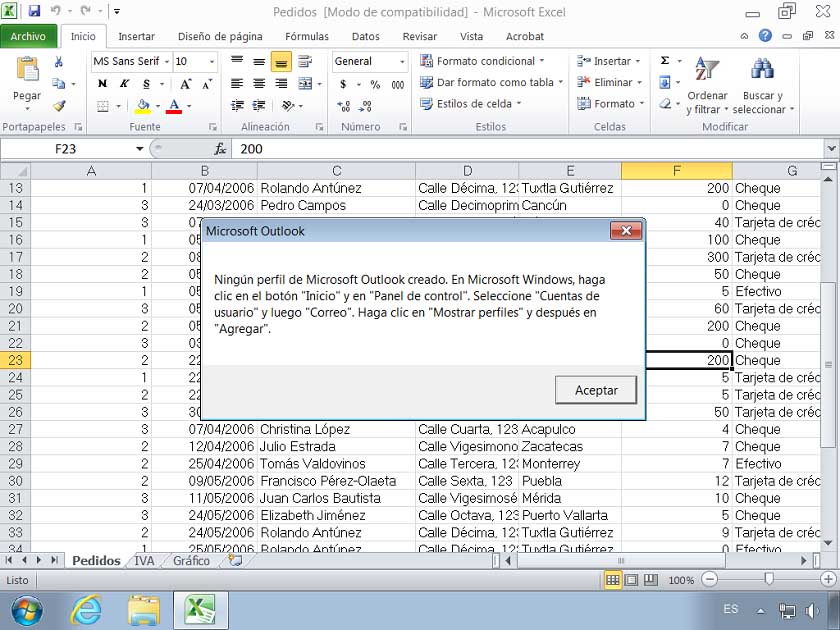 Pedidos [Modo de compatibilidad] - Microsoft Excel
Archivo Inicio Insertar Diseño de página Fórmulas Datos Revisar Vista Acrobat
MS Sans Serif 10 General Formato condicional Insertar Σ
Pegar N K S A A $ % 000 Dar formato como tabla Eliminar Ordenar y filtrar Buscar y seleccionar
A Estilos de celda Formato
Portapapeles Fuente Alineación Número Estilos Celdas Modificar
F23 fx 200
A B C D E F G
13 1 07/04/2006 Rolando Antúnez Calle Décima, 123 Tuxtla Gutiérrez 200 Cheque
14 3 24/03/2006 Pedro Campos Calle Decimoprim Cancún 0 Cheque
15 3 07 40 Tarjeta de créd
16 1 05 100 Cheque
17 2 08 300 Tarjeta de créd
18 2 05 50 Cheque
19 1 05 5 Efectivo
20 3 08 60 Tarjeta de créd
21 2 05 200 Cheque
22 3 03 0 Cheque
23 2 22 200 Cheque
24 1 22 5 Tarjeta de créd
25 2 22 5 Tarjeta de créd
26 3 30 50 Tarjeta de créd
Microsoft Outlook
Ningún perfil de Microsoft Outlook creado. En Microsoft Windows, haga
clic en el botón "Inicio" y en "Panel de control". Seleccione "Cuentas de
usuario" y luego "Correo". Haga clic en "Mostrar perfiles" y después en
"Agregar".
Aceptar
27 3 07/04/2006 Christina López Calle Cuarta, 123 Acapulco 4 Cheque
28 2 12/04/2006 Julio Estrada Calle Vigesimono Zacatecas 7 Cheque
29 2 25/04/2006 Tomás Valdovinos Calle Tercera, 123 Monterrey 7 Efectivo
30 2 09/05/2006 Francisco Pérez-Olaeta Calle Sexta, 123 Puebla 12 Tarjeta de créd
31 3 11/05/2006 Juan Carlos Bautista Calle Vigesimosé Mérida 10 Cheque
32 3 24/05/2006 Elizabeth Jiménez Calle Octava, 123 Puerto Vallarta 5 Cheque
33 2 24/05/2006 Rolando Antúnez Calle Décima, 123 Tuxtla Gutiérrez 9 Tarjeta de créd
34 1 25/05/2006 Rolando Antúnez Calle Décima, 123 Tuxtla Gutiérrez 0 Efectivo
Pedidos IVA Gráfico
Listo 100%
ES